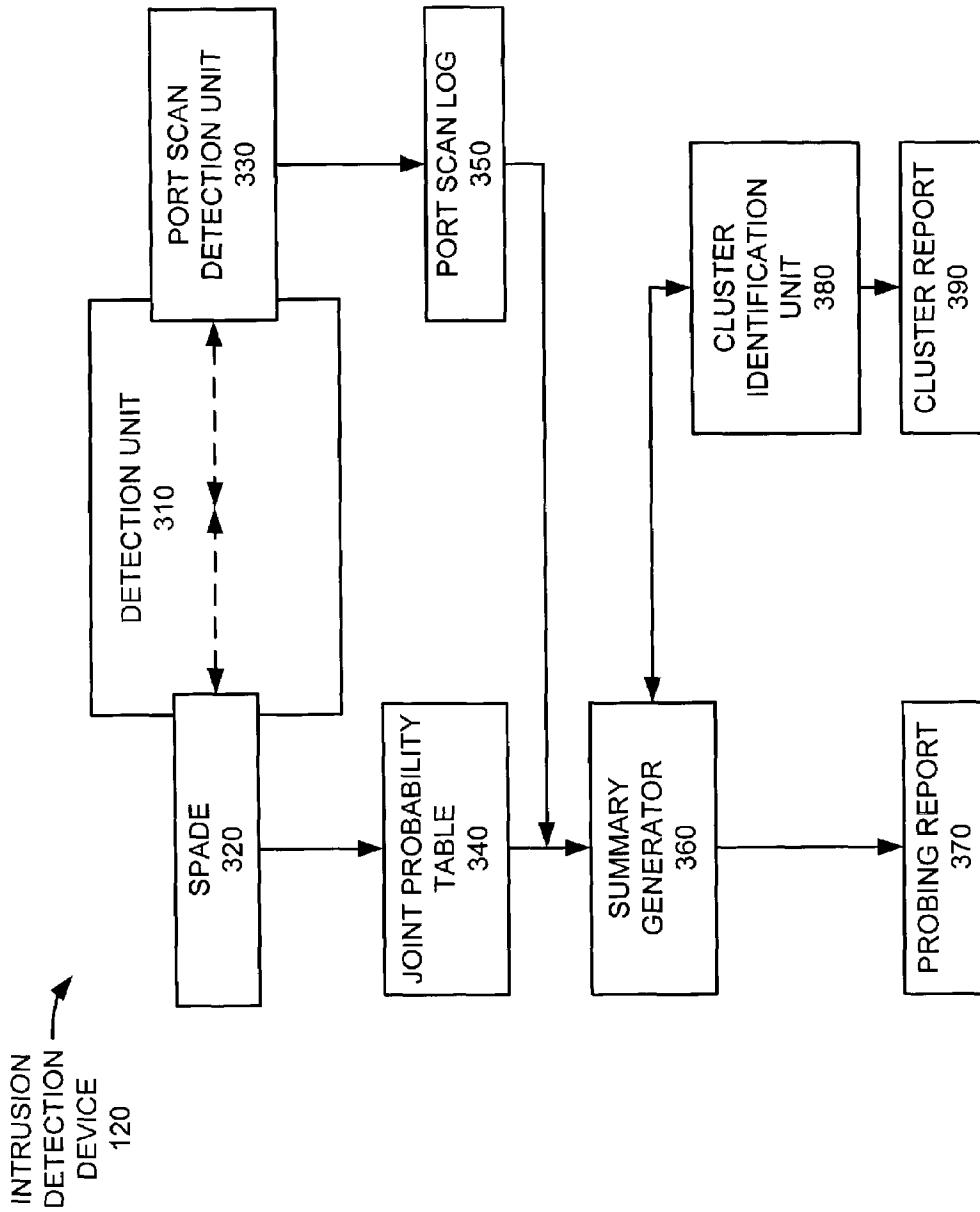 INTRUSION
DETECTION
DEVICE
120
DETECTION UNIT
310
SPADE
320
PORT SCAN
DETECTION UNIT
330
JOINT PROBABILITY
TABLE
340
PORT SCAN LOG
350
SUMMARY
GENERATOR
360
CLUSTER
IDENTIFICATION
UNIT
380
PROBING REPORT
370
CLUSTER REPORT
390